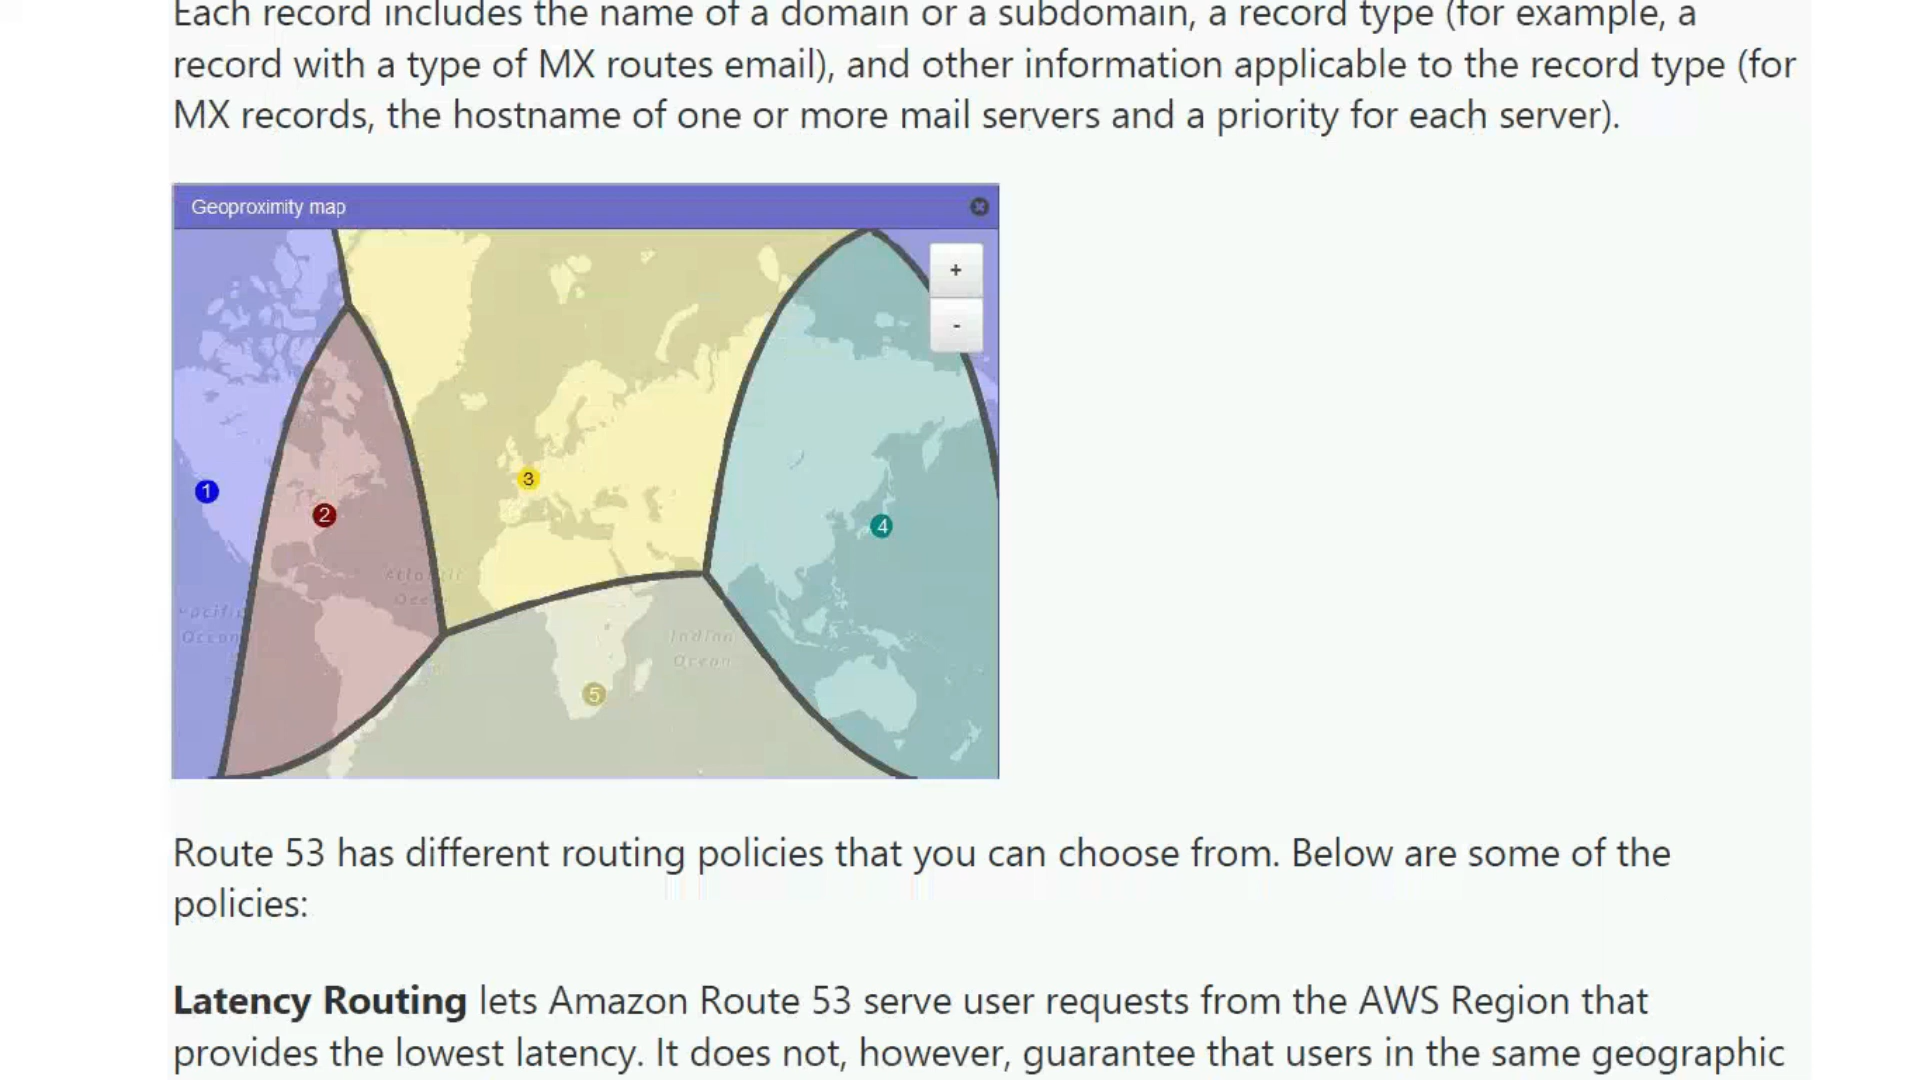 Each record includes the name of a domain or a subdomain, a record type (for example, a
record with a type of MX routes email), and other information applicable to the record type (for
MX records, the hostname of one or more mail servers and a priority for each server).
Geoproximity map
+
-
1
2
3
4
5
Atlantic
Ocean
Pacific
Ocean
Indian
Ocean
Route 53 has different routing policies that you can choose from. Below are some of the
policies:
Latency Routing lets Amazon Route 53 serve user requests from the AWS Region that
provides the lowest latency. It does not, however, guarantee that users in the same geographic